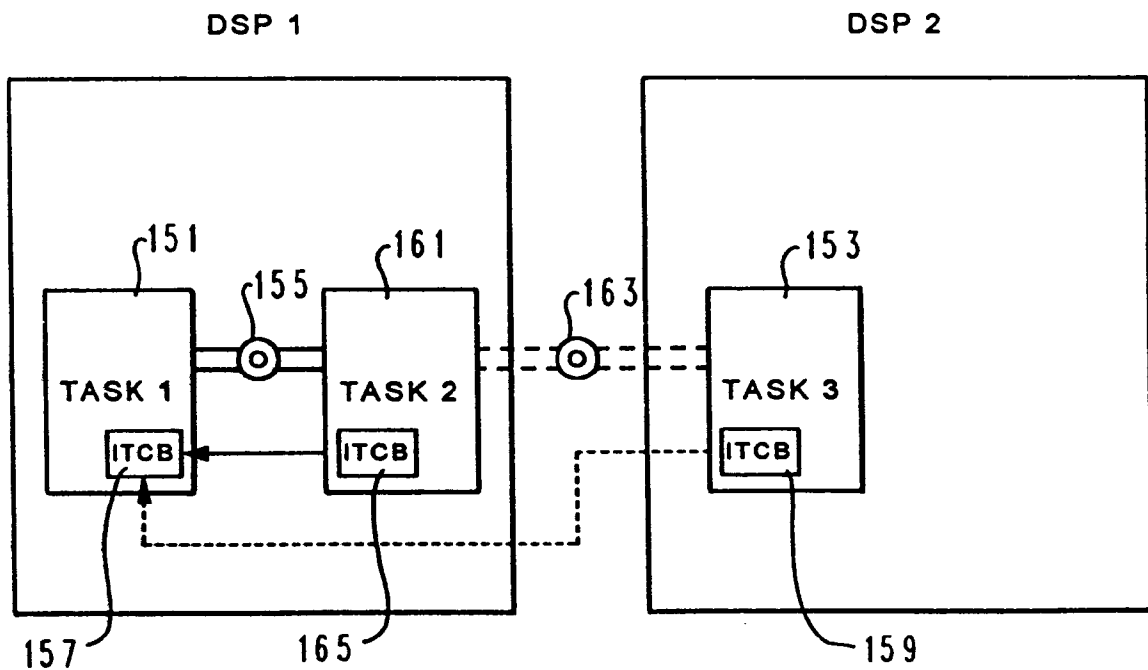 DSP 1
DSP 2
151
161
153
155
163
TASK 1
TASK 2
TASK 3
ITCB
ITCB
ITCB
157
165
159